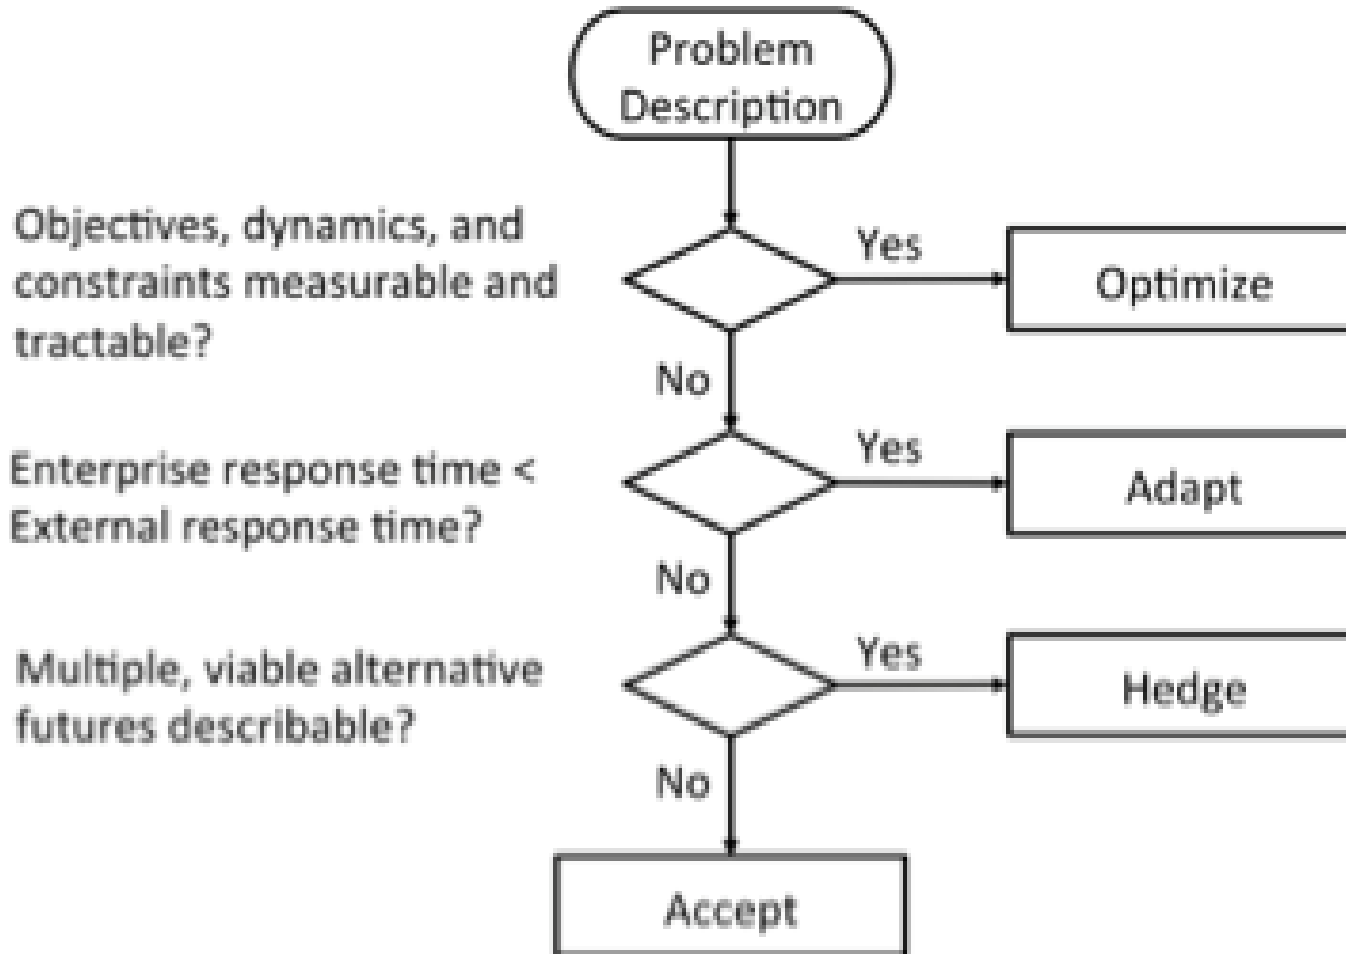 Problem
Description
Objectives, dynamics, and
constraints measurable and
tractable?
Yes
Optimize
No
Enterprise response time <
External response time?
Yes
Adapt
No
Multiple, viable alternative
futures describable?
Yes
Hedge
No
Accept